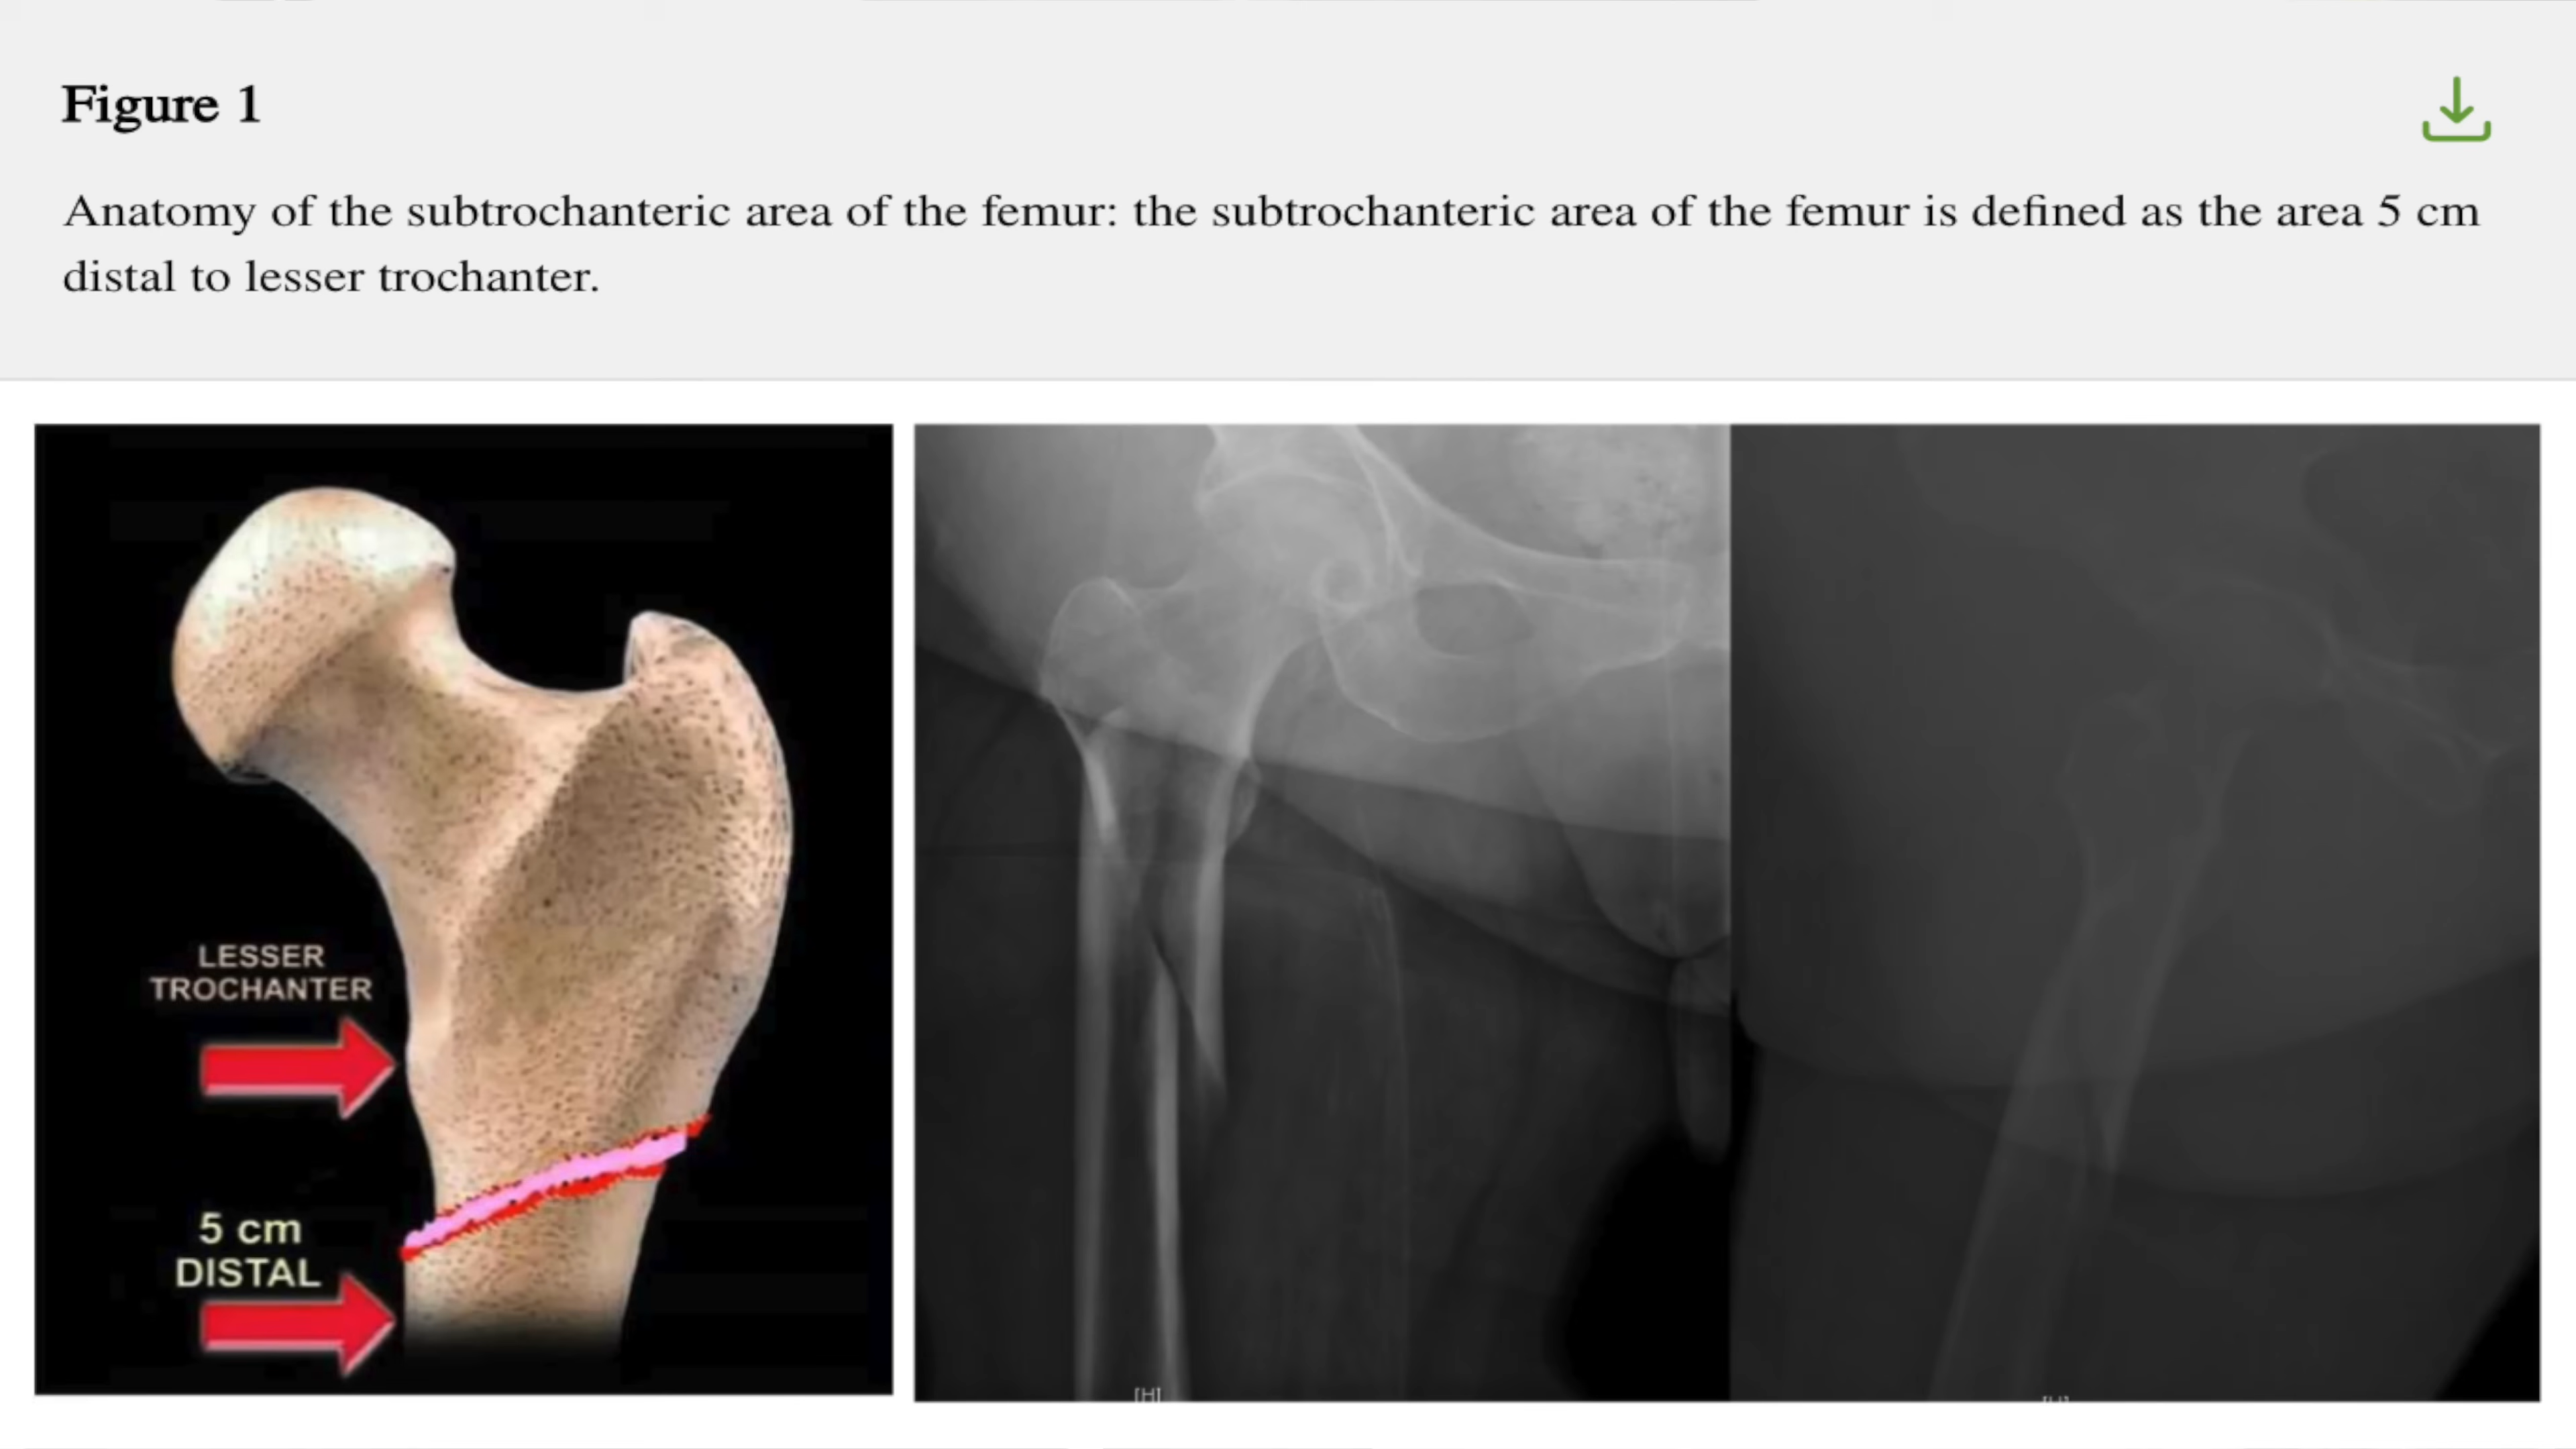 Figure 1
Anatomy of the subtrochanteric area of the femur: the subtrochanteric area of the femur is defined as the area 5 cm
distal to lesser trochanter.
LESSER
TROCHANTER
5 cm
DISTAL
[H]